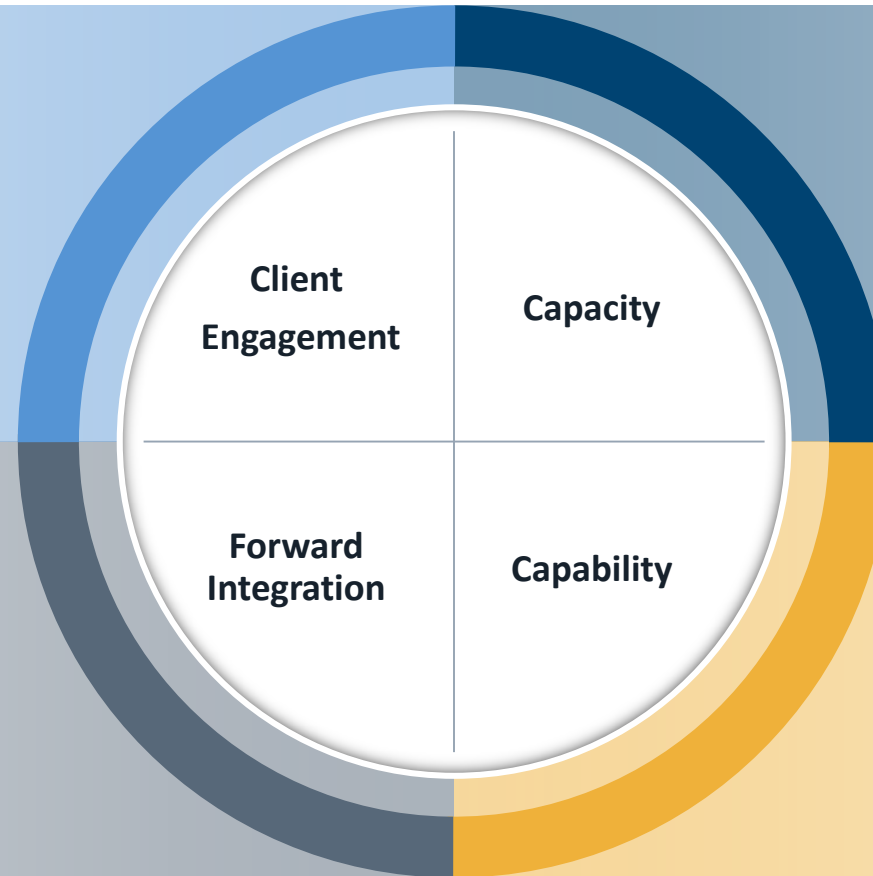 Client
Engagement
Capacity
Forward
Integration
Capability